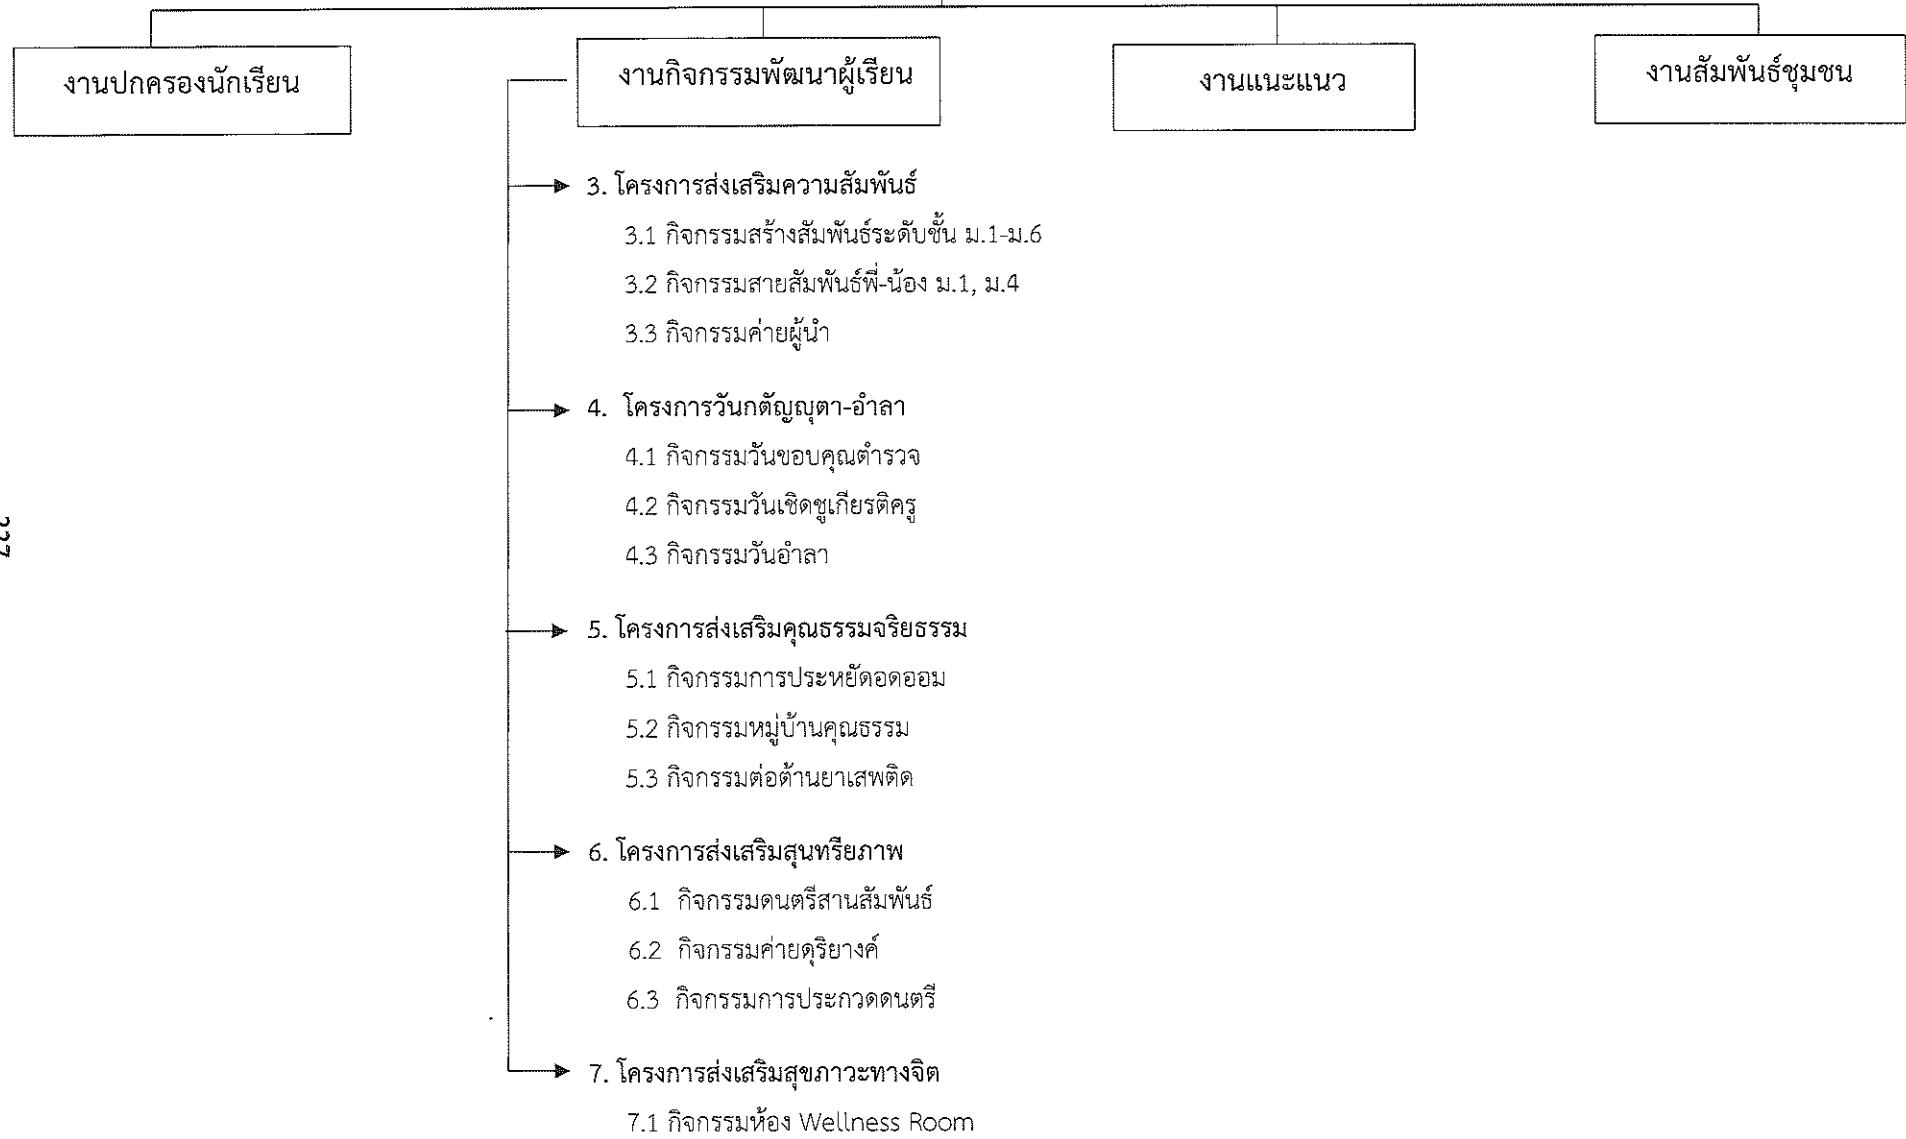 งานปกครองนักเรียน
งานกิจกรรมพัฒนาผู้เรียน
งานแนะแนว
งานสัมพันธ์ชุมชน
3. โครงการส่งเสริมความสัมพันธ์
3.1 กิจกรรมสร้างสัมพันธ์ระดับชั้น ม.1-ม.6
3.2 กิจกรรมสายสัมพันธ์พี่-น้อง ม.1, ม.4
3.3 กิจกรรมค่ายผู้นำ
4. โครงการวันกตัญญุตา-อำลา
4.1 กิจกรรมวันขอบคุณตำรวจ
4.2 กิจกรรมวันเชิดชูเกียรติครู
4.3 กิจกรรมวันอำลา
5. โครงการส่งเสริมคุณธรรมจริยธรรม
5.1 กิจกรรมการประหยัดอดออม
5.2 กิจกรรมหมู่บ้านคุณธรรม
5.3 กิจกรรมต่อต้านยาเสพติด
6. โครงการส่งเสริมสุนทรียภาพ
6.1 กิจกรรมดนตรีสานสัมพันธ์
6.2 กิจกรรมค่ายดุริยางค์
6.3 กิจกรรมการประกวดดนตรี
7. โครงการส่งเสริมสุขภาวะทางจิต
7.1 กิจกรรมห้อง Wellness Room